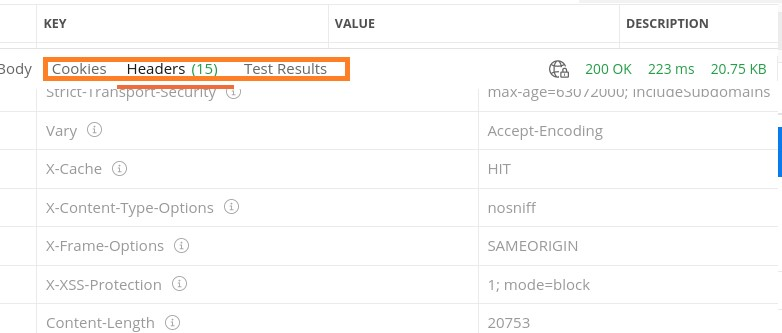 KEY VALUE DESCRIPTION
Body Cookies Headers (15) Test Results 200 OK 223 ms 20.75 KB
Strict-Transport-Security max-age=63072000; includeSubdomains
Vary Accept-Encoding
X-Cache HIT
X-Content-Type-Options nosniff
X-Frame-Options SAMEORIGIN
X-XSS-Protection 1; mode=block
Content-Length 20753